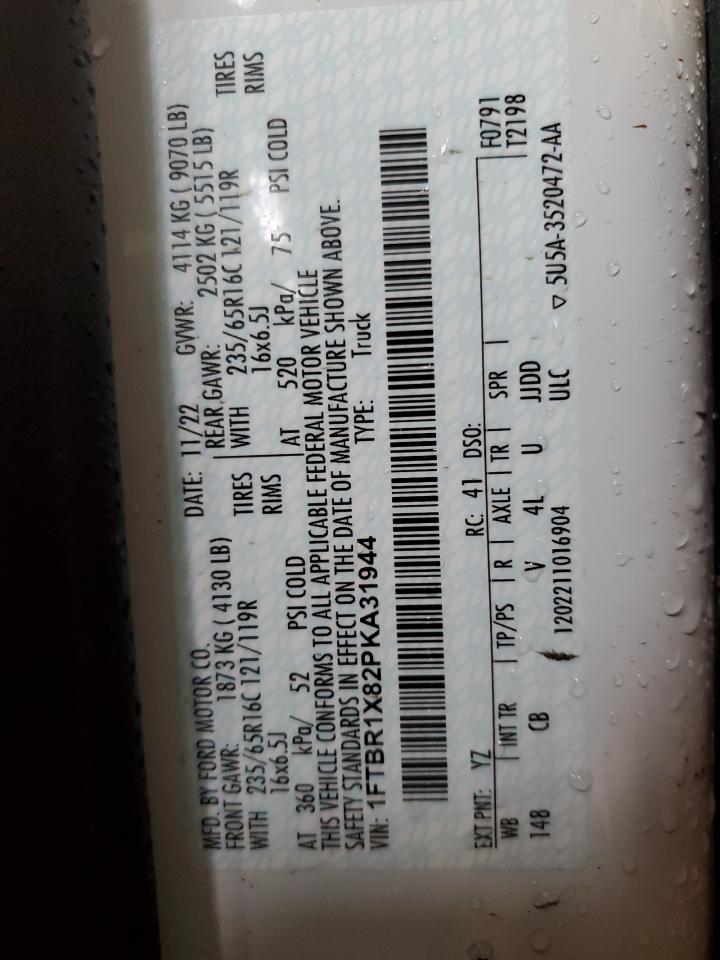 MFD. BY FORD MOTOR CO. DATE: 11/22 GVWR: 4114 KG ( 9070 LB)
FRONT GAWR: 1873 KG ( 4130 LB) REAR GAWR: 2502 KG ( 5515 LB)
WITH 235/65R16C 121/119R TIRES WITH 235/65R16C 121/119R TIRES
16x6.5J RIMS 16x6.5J RIMS
AT 360 kPa/ 52 PSI COLD AT 520 kPa/ 75 PSI COLD
THIS VEHICLE CONFORMS TO ALL APPLICABLE FEDERAL MOTOR VEHICLE
SAFETY STANDARDS IN EFFECT ON THE DATE OF MANUFACTURE SHOWN ABOVE.
VIN: 1FTBR1X82PKA31944 TYPE: Truck
EXT PNT: YZ RC: 41 DSO: F0791
WB INT TR TP/PS R AXLE TR SPR T2198
148 CB V 4L U JJDD
1202211016904 ULC ▽ 5U5A-3520472-AA